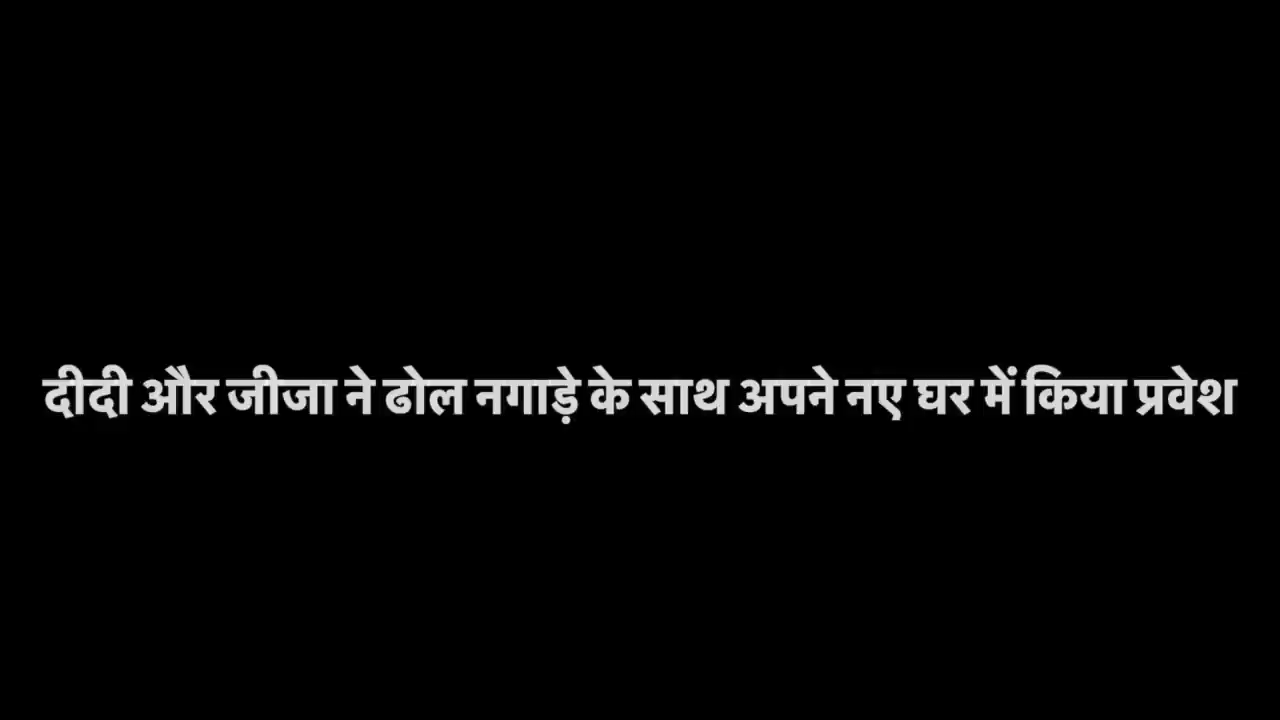 दीदी और जीजा ने ढोल नगाड़े के साथ अपने नए घर में किया प्रवेश